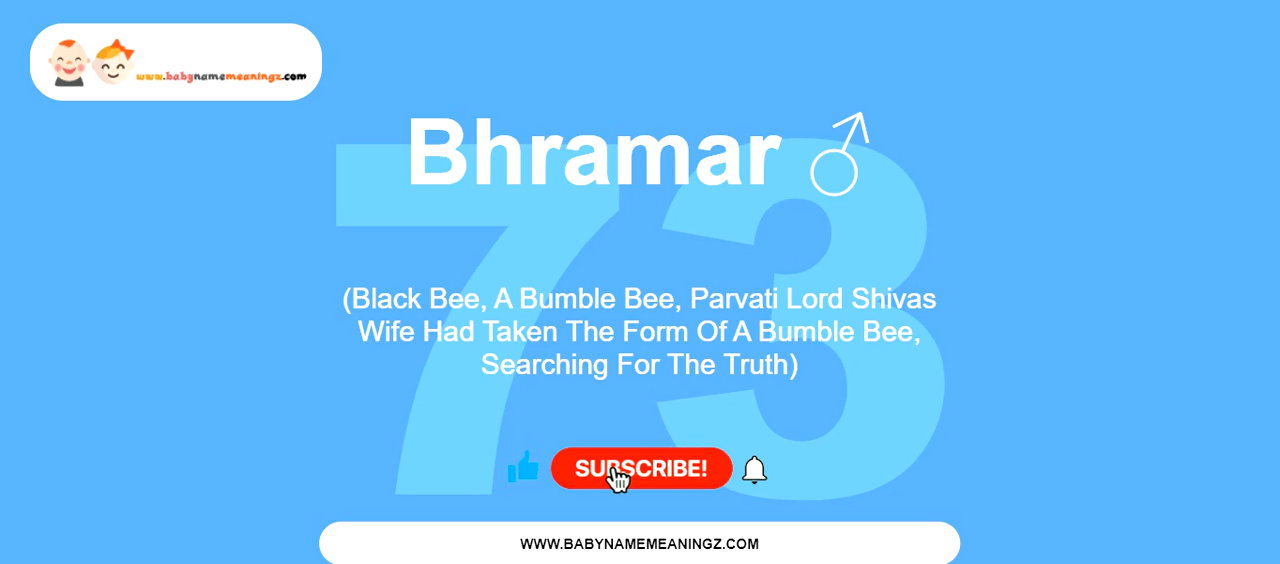 www.babynamemeaningz.com
Bhramar
73
(Black Bee, A Bumble Bee, Parvati Lord Shivas
Wife Had Taken The Form Of A Bumble Bee,
Searching For The Truth)
SUBSCRIBE!
WWW.BABYNAMEMEANINGZ.COM